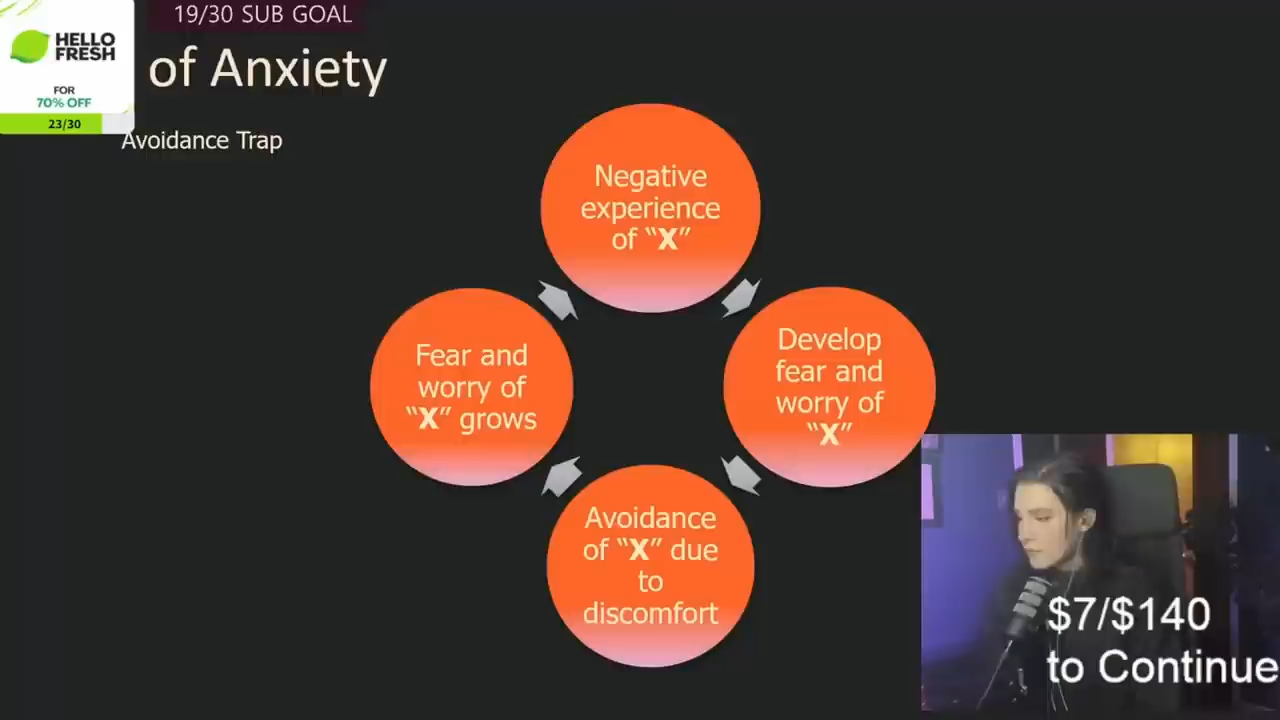 19/30 SUB GOAL
HELLO
FRESH
FOR
70% OFF
23/30
of Anxiety
Avoidance Trap
Negative
experience
of “X”
Develop
fear and
worry of
“X”
Avoidance
of “X” due
to
discomfort
Fear and
worry of
“X” grows
$7/$140
to Continue